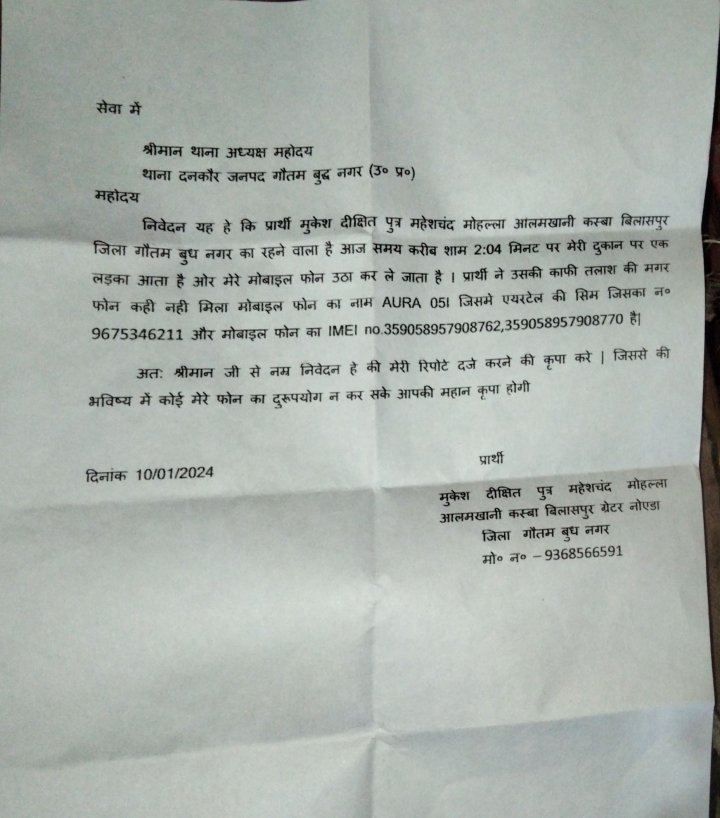 सेवा में
श्रीमान थाना अध्यक्ष महोदय
थाना दनकौर जनपद गौतम बुद्ध नगर (उ० प्र०)
महोदय
निवेदन यह हे कि प्रार्थी मुकेश दीक्षित पुत्र महेशचंद मोहल्ला आलमखानी कस्बा बिलासपुर
जिला गौतम बुध नगर का रहने वाला है आज समय करीब शाम 2:04 मिनट पर मेरी दुकान पर एक
लड़का आता है ओर मेरे मोबाइल फोन उठा कर ले जाता है । प्रार्थी ने उसकी काफी तलाश की मगर
फोन कही नही मिला मोबाइल फोन का नाम AURA 05I जिसमे एयरटेल की सिम जिसका न०
9675346211 और मोबाइल फोन का IMEI no.359058957908762,359058957908770 है|
अतः श्रीमान जी से नम्र निवेदन हे की मेरी रिपोटे दजे करने की कृपा करे | जिससे की
भविष्य में कोई मेरे फोन का दुरूपयोग न कर सके आपकी महान कृपा होगी
प्रार्थी
दिनांक 10/01/2024
मुकेश दीक्षित पुत्र महेशचंद मोहल्ला
आलमखानी कस्बा बिलासपुर ग्रेटर नोएडा
जिला गौतम बुध नगर
मो० न० – 9368566591